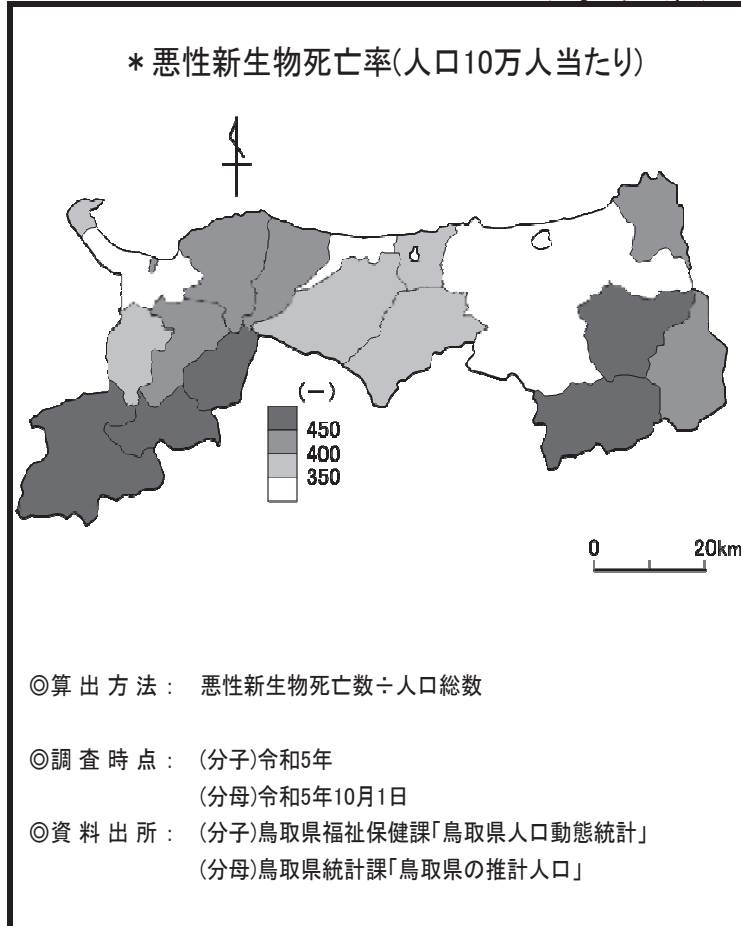 ＊悪性新生物死亡率(人口10万人当たり)
(－)
450
400
350
0 20km
◎算出方法： 悪性新生物死亡数÷人口総数
◎調査時点： (分子)令和5年
(分母)令和5年10月1日
◎資料出所： (分子)鳥取県福祉保健課「鳥取県人口動態統計」
(分母)鳥取県統計課「鳥取県の推計人口」